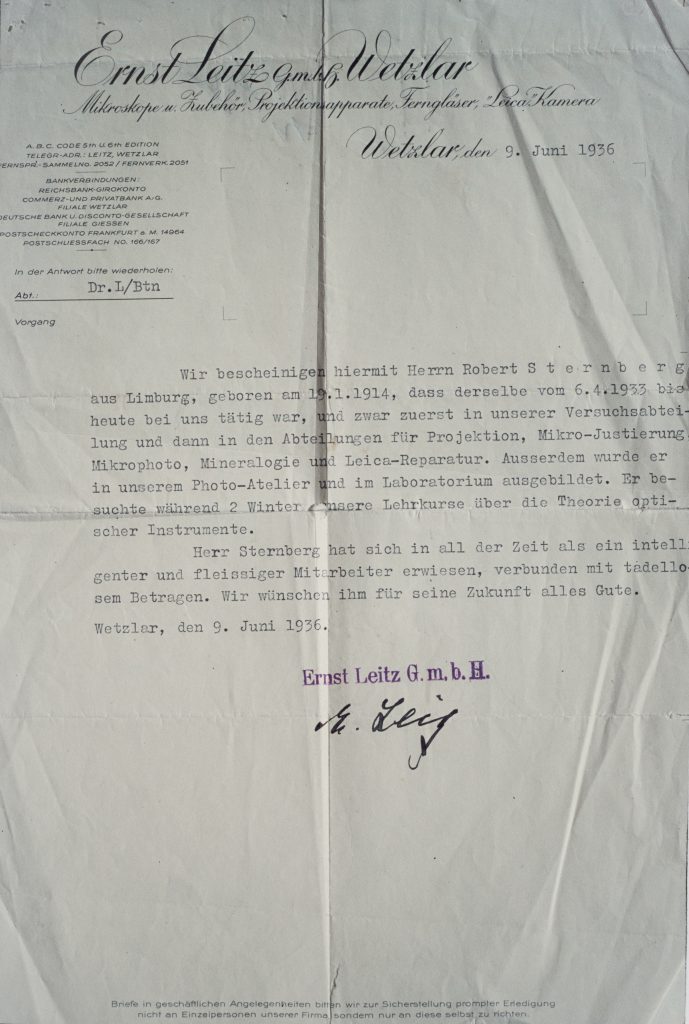 Ernst Leitz G.m.b.H. Wetzlar
Mikroskope u. Zubehör, Projektionsapparate, Ferngläser, "Leica" Kamera
Wetzlar, den 9. Juni 1936
A.B.C. CODE 5th U. 6th EDITION
TELEGR.-ADR.: LEITZ, WETZLAR
FERNSPR.-SAMMELNO. 2052 / FERNVERK. 2051
BANKVERBINDUNGEN:
REICHSBANK-GIROKONTO
COMMERZ- UND PRIVATBANK A.G.
FILIALE WETZLAR
DEUTSCHE BANK U. DISCONTO-GESELLSCHAFT
FILIALE GIESSEN
POSTSCHECKKONTO FRANKFURT a. M. 14964
POSTSCHLIESSFACH NO. 166/167
In der Antwort bitte wiederholen:
Abt.: Dr.L/Btn
Vorgang
Wir bescheinigen hiermit Herrn Robert S t e r n b e r g
aus Limburg, geboren am 19.1.1914, dass derselbe vom 6.4.1933 bis
heute bei uns tätig war, und zwar zuerst in unserer Versuchsabtei-
lung und dann in den Abteilungen für Projektion, Mikro-Justierung
Mikrophoto, Mineralogie und Leica-Reparatur. Ausserdem wurde er
in unserem Photo-Atelier und im Laboratorium ausgebildet. Er be-
suchte während 2 Winter unsere Lehrkurse über die Theorie opti-
scher Instrumente.
Herr Sternberg hat sich in all der Zeit als ein intelli
genter und fleissiger Mitarbeiter erwiesen, verbunden mit tadello
sem Betragen. Wir wünschen ihm für seine Zukunft alles Gute.
Wetzlar, den 9. Juni 1936.
Ernst Leitz G.m.b.H.
Briefe in geschäftlichen Angelegenheiten bitten wir zur Sicherstellung prompter Erledigung
nicht an Einzelpersonen unserer Firma, sondern nur an diese selbst zu richten.